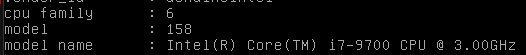 cpu family : 6
model : 158
model name : Intel(R) Core(TM) i7-9700 CPU @ 3.00GHz